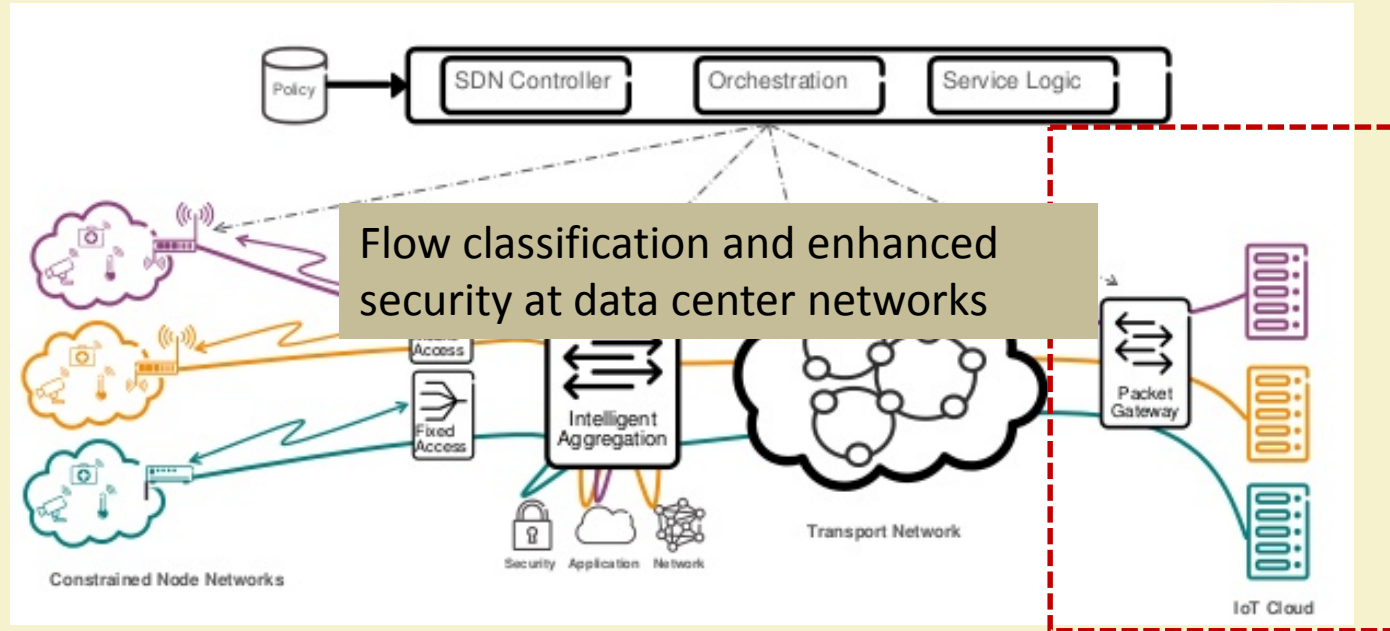 Policy
SDN Controller
Orchestration
Service Logic
Flow classification and enhanced
security at data center networks
Access
Fixed
Access
Intelligent
Aggregation
Packet
Gateway
Security
Application
Network
Transport Network
Constrained Node Networks
IoT Cloud